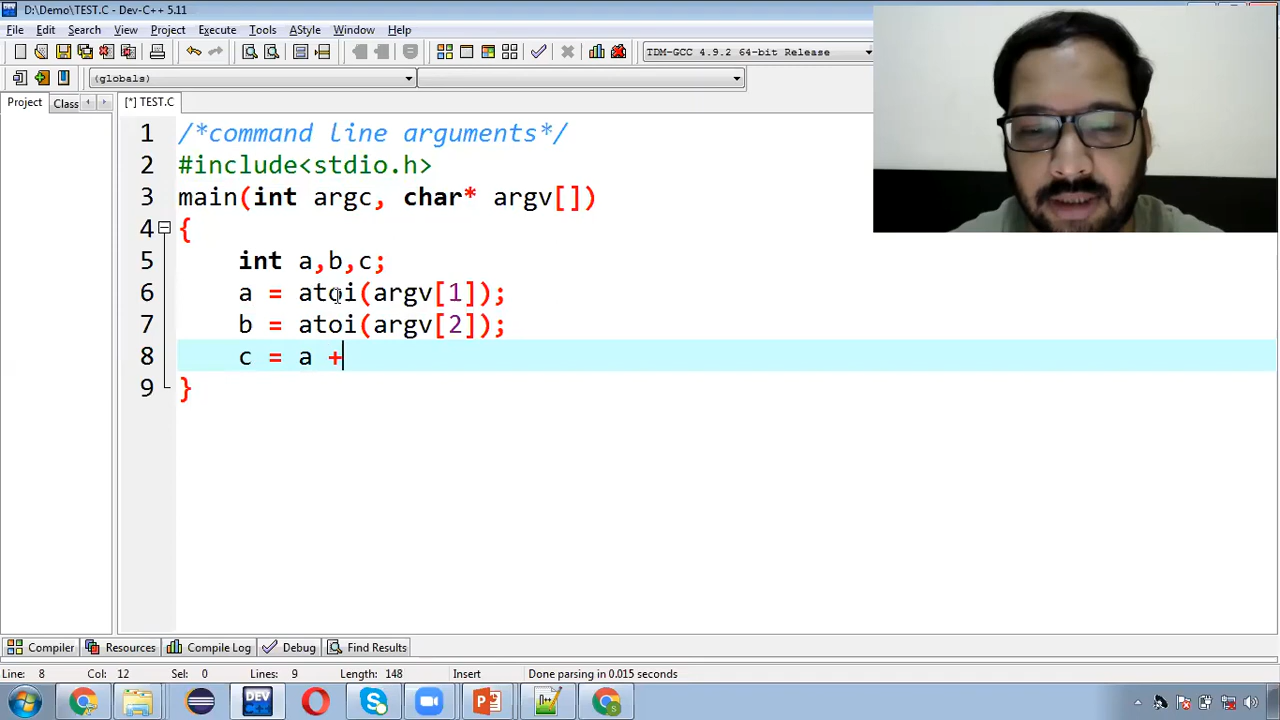 D:\Demo\TEST.C - Dev-C++ 5.11
File Edit Search View Project Execute Tools AStyle Window Help
TDM-GCC 4.9.2 64-bit Release
(globals)
Project Class [*] TEST.C
1 /*command line arguments*/
2 #include<stdio.h>
3 main(int argc, char* argv[])
4 {
5 int a,b,c;
6 a = atoi(argv[1]);
7 b = atoi(argv[2]);
8 c = a +
9 }
Compiler Resources Compile Log Debug Find Results
Line: 8 Col: 12 Sel: 0 Lines: 9 Length: 148 Insert Done parsing in 0.015 seconds
DEV